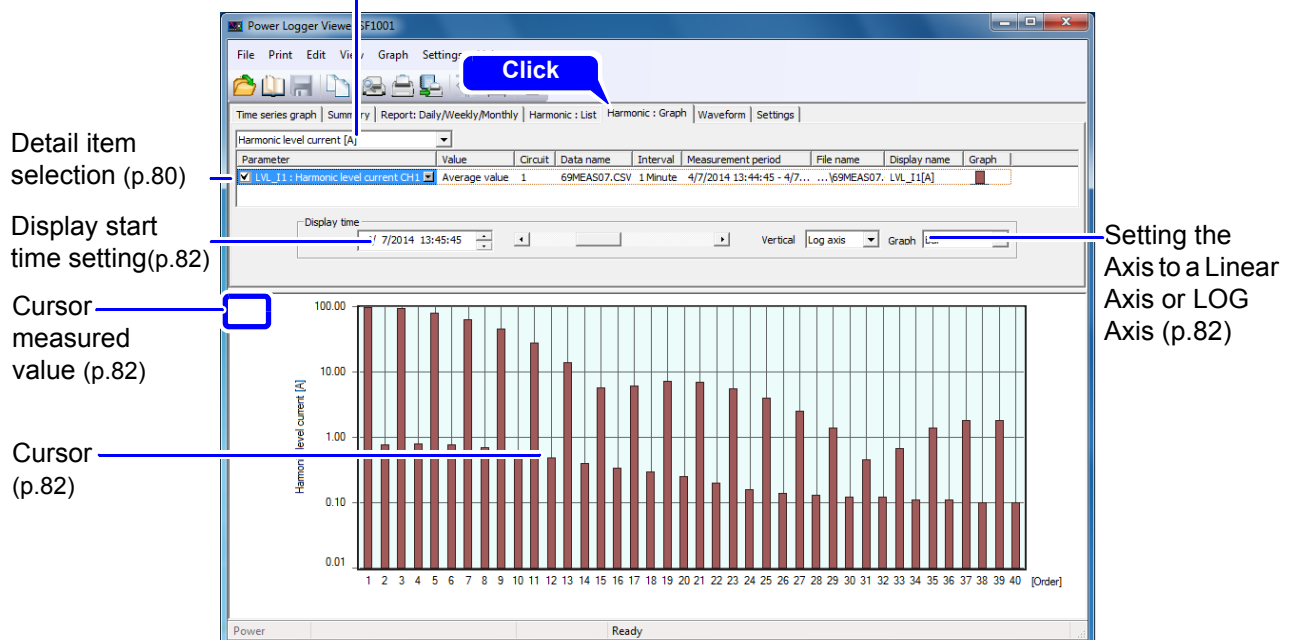 Power Logger Viewer SF1001
File Print Edit View Graph Settings
Click
Time series graph Summary Report: Daily/Weekly/Monthly Harmonic : List Harmonic : Graph Waveform Settings
Harmonic level current [A]
Parameter Value Circuit Data name Interval Measurement period File name Display name Graph
LVL_I1 : Harmonic level current CH1 Average value 1 69MEAS07.CSV 1 Minute 4/7/2014 13:44:45 - 4/7... ...\69MEAS07. LVL_I1[A]
Detail item
selection (p.80)
Display time
7/2014 13:45:45 Vertical Log axis Graph
Display start
time setting(p.82)
Setting the
Axis to a Linear
Axis or LOG
Axis (p.82)
Cursor
measured
value (p.82)
Cursor
(p.82)
Harmonic level current [A]
100.00
10.00
1.00
0.10
0.01
1 2 3 4 5 6 7 8 9 10 11 12 13 14 15 16 17 18 19 20 21 22 23 24 25 26 27 28 29 30 31 32 33 34 35 36 37 38 39 40 [Order]
Power Ready